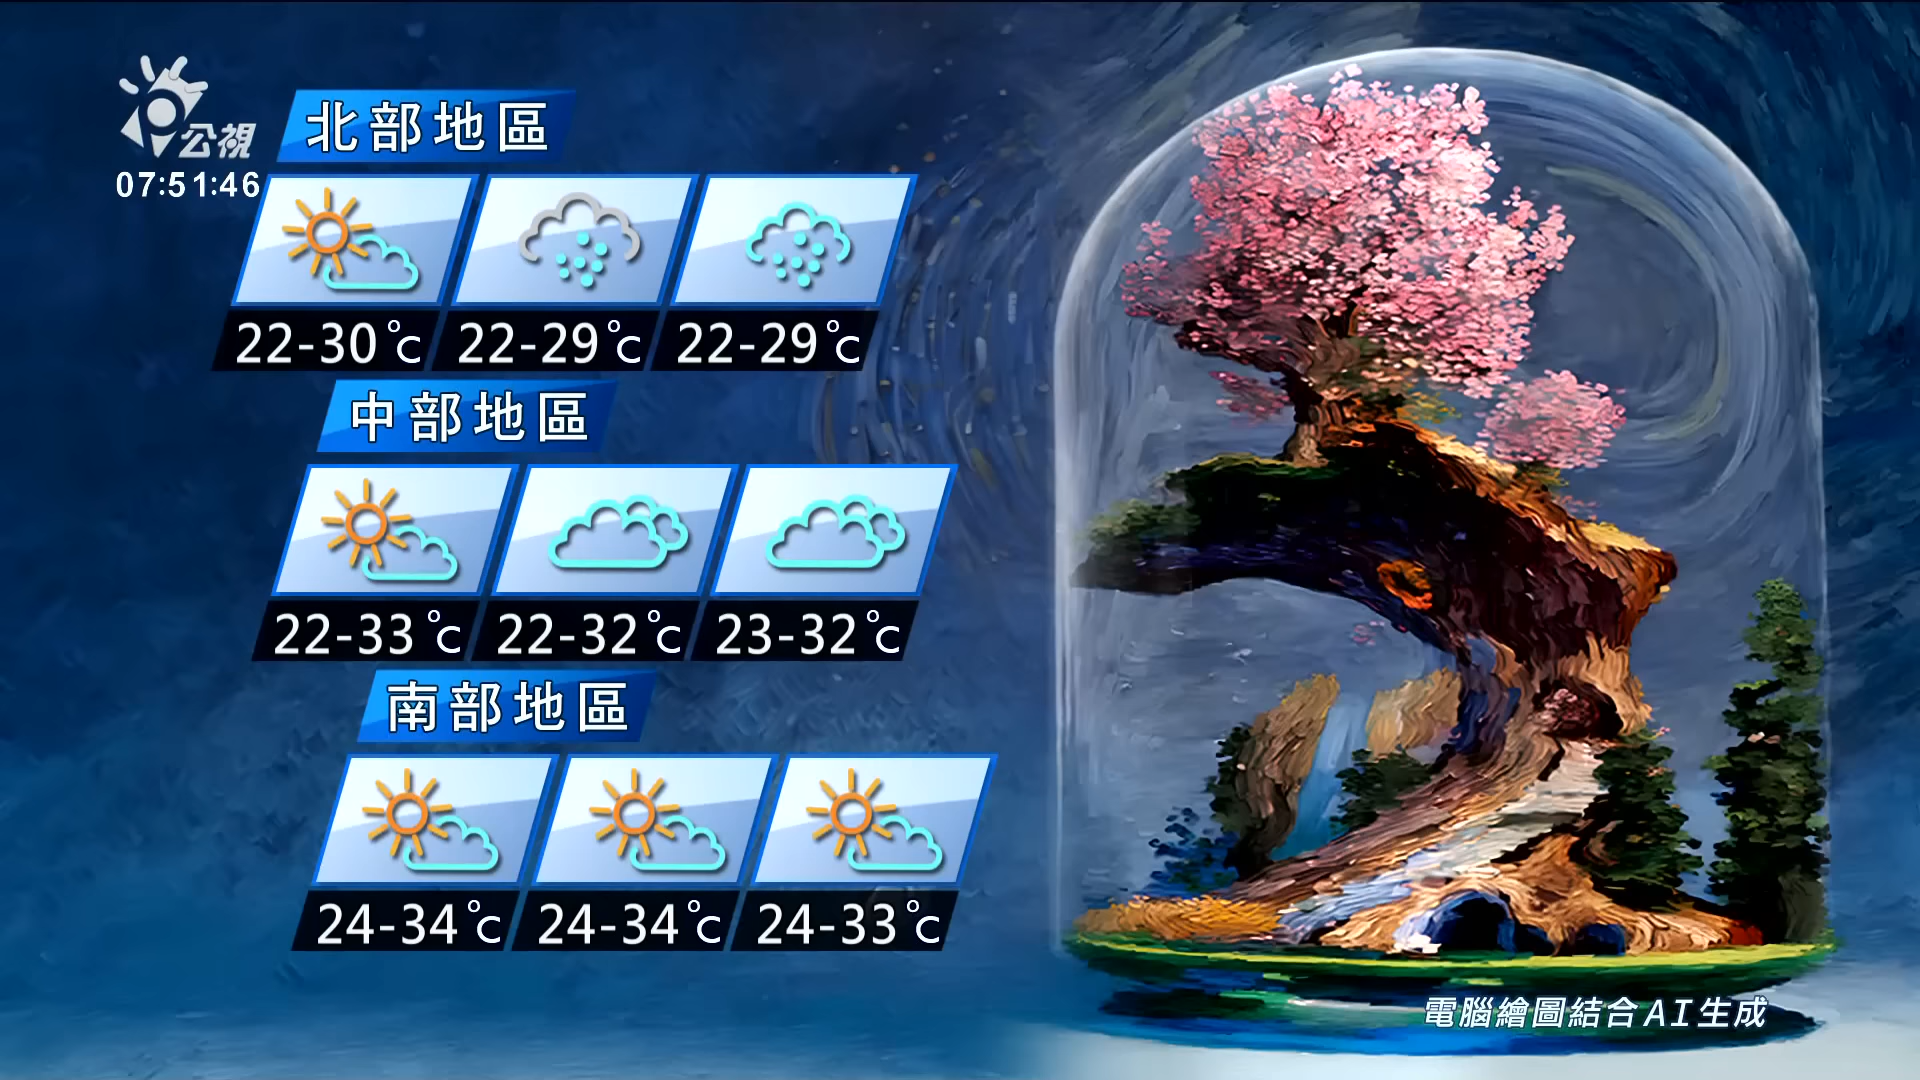 公視
07:51:46
北部地區
22-30℃ 22-29℃ 22-29℃
中部地區
22-33℃ 22-32℃ 23-32℃
南部地區
24-34℃ 24-34℃ 24-33℃
電腦繪圖結合AI生成